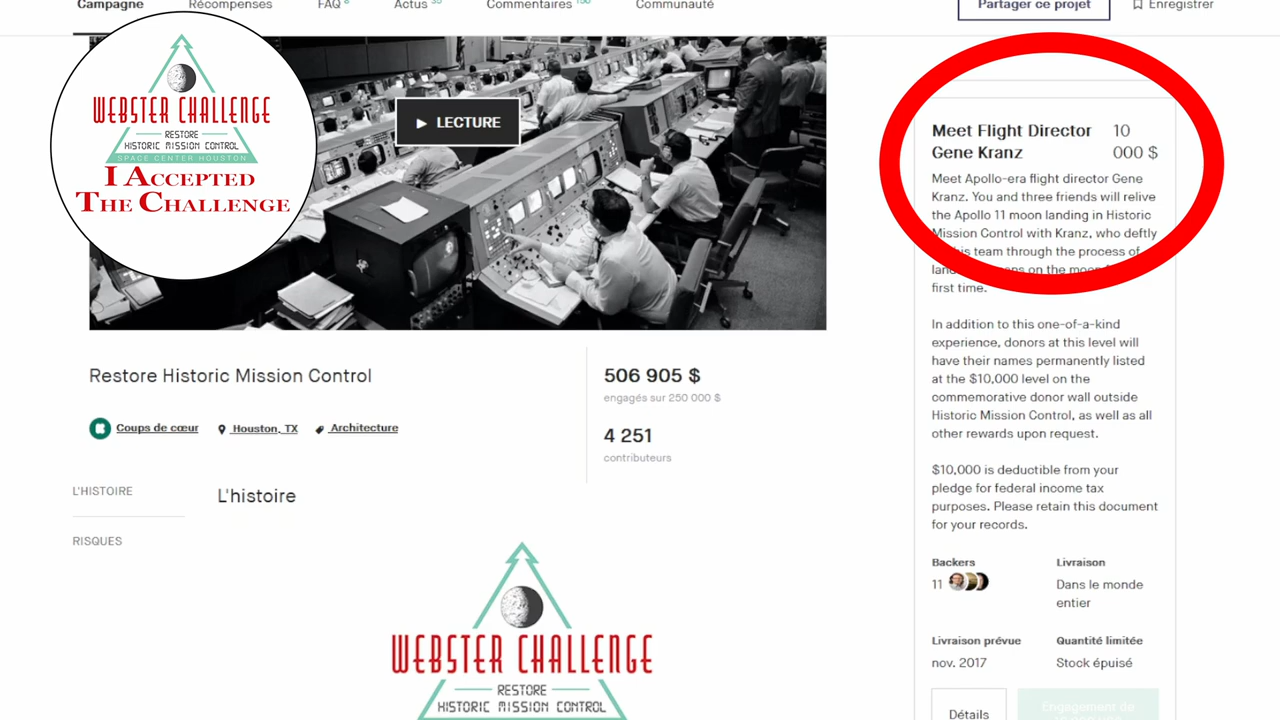 Campagne
Récompenses
FAQ
Actus 35
Commentaires
Communauté
Partager ce projet
Enregistrer
WEBSTER CHALLENGE
RESTORE
HISTORIC MISSION CONTROL
SPACE CENTER HOUSTON
I ACCEPTED
THE CHALLENGE
▶ LECTURE
Restore Historic Mission Control
Coups de cœur
Houston, TX
Architecture
506 905 $
engagés sur 250 000 $
4 251
contributeurs
L'HISTOIRE
RISQUES
L'histoire
WEBSTER CHALLENGE
RESTORE
HISTORIC MISSION CONTROL
Meet Flight Director 10
Gene Kranz 000 $
Meet Apollo-era flight director Gene
Kranz. You and three friends will relive
the Apollo 11 moon landing in Historic
Mission Control with Kranz, who deftly
his team through the process of
on the
first time.
In addition to this one-of-a-kind
experience, donors at this level will
have their names permanently listed
at the $10,000 level on the
commemorative donor wall outside
Historic Mission Control, as well as all
other rewards upon request.
$10,000 is deductible from your
pledge for federal income tax
purposes. Please retain this document
for your records.
Backers
11
Livraison
Dans le monde
entier
Livraison prévue
nov. 2017
Quantité limitée
Stock épuisé
Détails
Engagement de